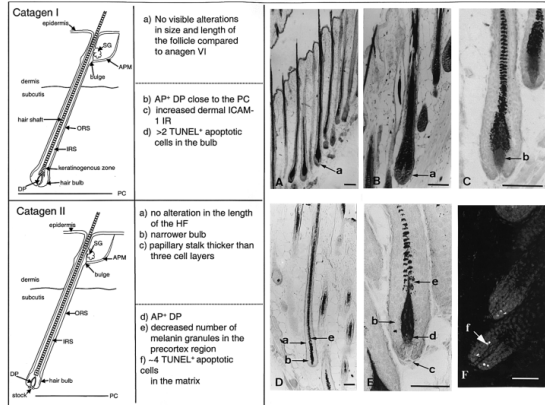 Catagen I
epidermis
SG
APM
bulge
dermis
subcutis
hair shaft
ORS
IRS
keratinogenous zone
DP
hair bulb
PC
a) No visible alterations
in size and length of
the follicle compared
to anagen VI
b) AP⁺ DP close to the PC
c) increased dermal ICAM-
1 IR
d) >2 TUNEL⁺ apoptotic
cells in the bulb
a
A
a
B
b
C
Catagen II
epidermis
SG
APM
bulge
dermis
subcutis
ORS
IRS
DP
hair bulb
stock
PC
a) no alteration in the length
of the HF
b) narrower bulb
c) papillary stalk thicker than
three cell layers
d) AP⁺ DP
e) decreased number of
melanin granules in the
precortex region
f) ~4 TUNEL⁺ apoptotic
cells
in the matrix
a
e
b
D
e
b
d
c
E
f
F